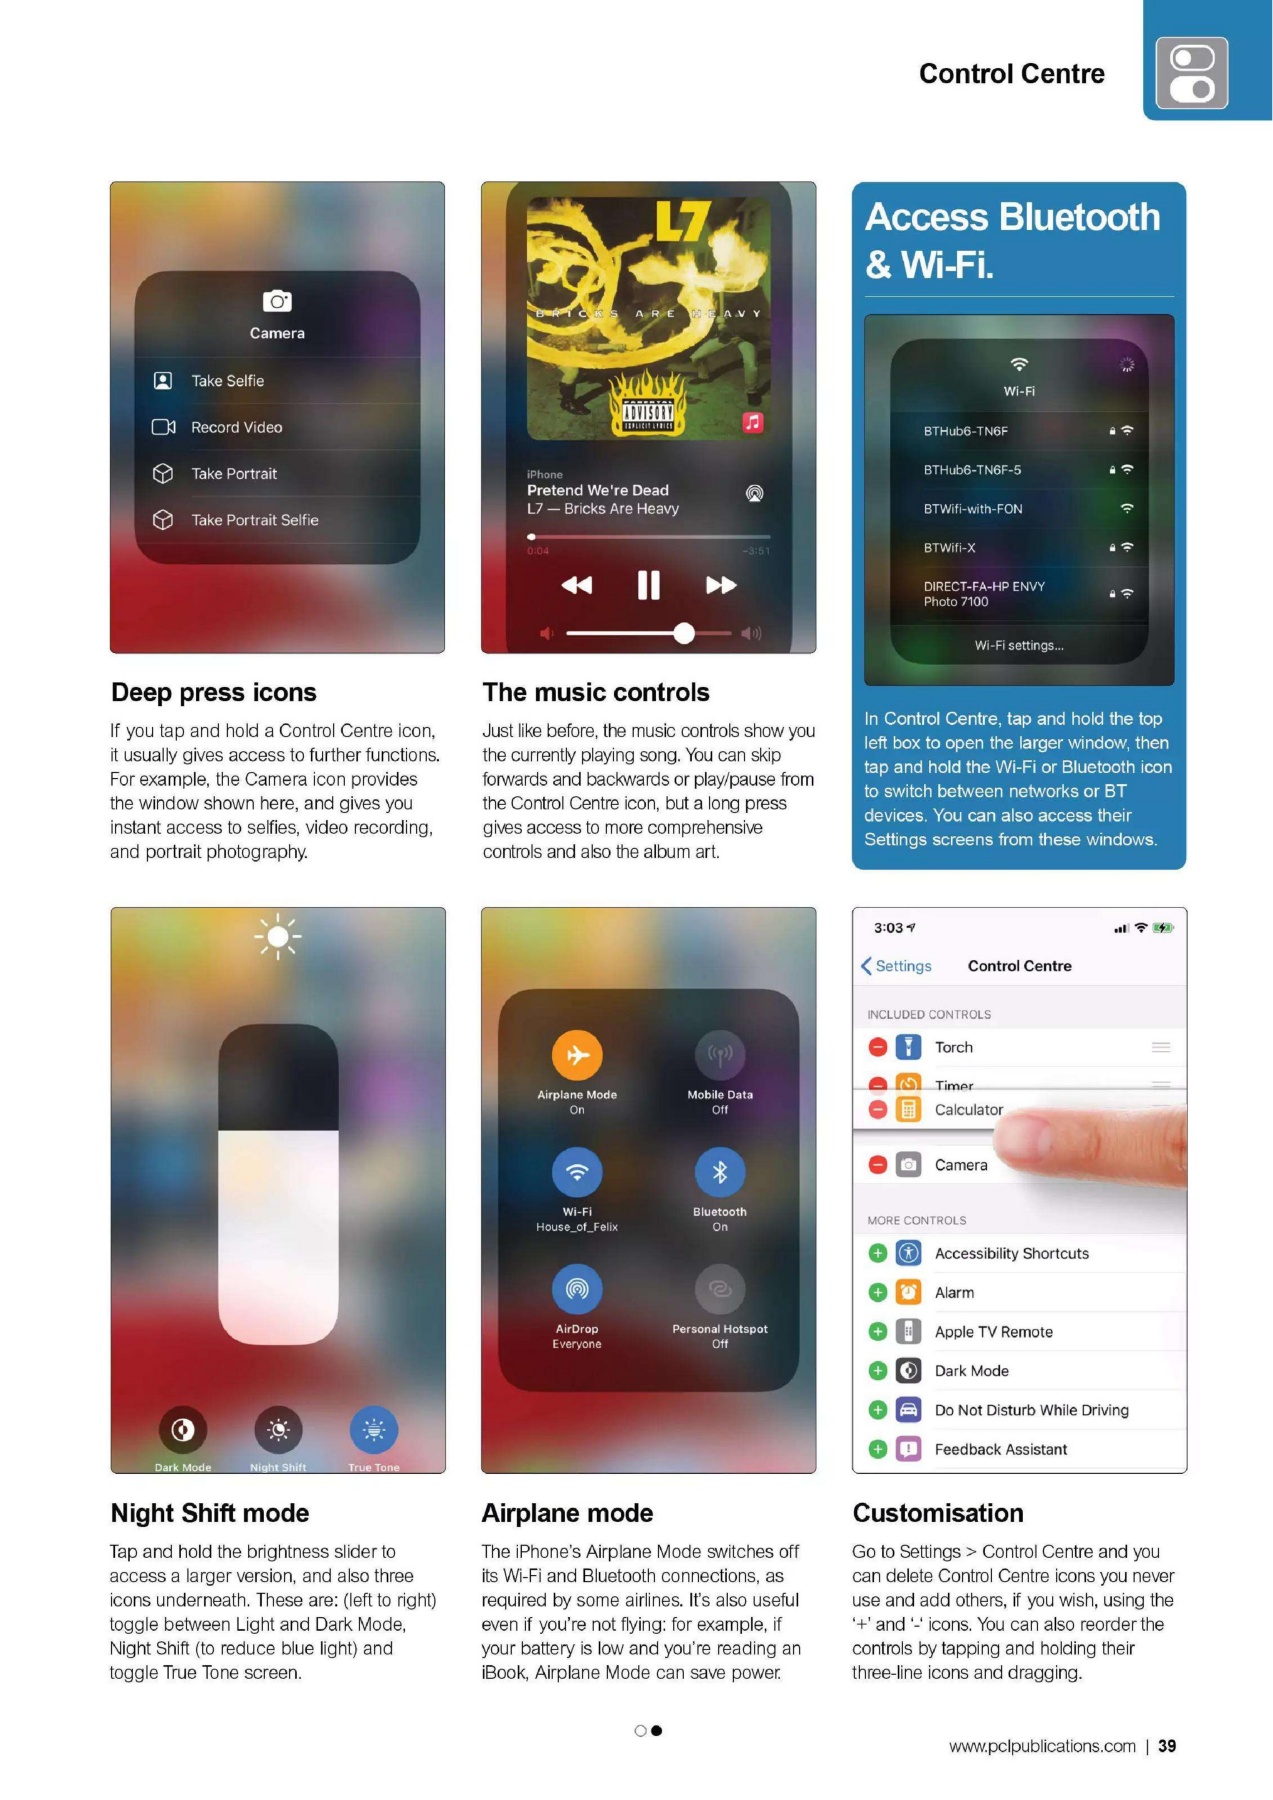 Control Centre
Camera
Take Selfie
Record Video
Take Portrait
Take Portrait Selfie
Deep press icons
If you tap and hold a Control Centre icon,
it usually gives access to further functions.
For example, the Camera icon provides
the window shown here, and gives you
instant access to selfies, video recording,
and portrait photography.
L7
BRICKS ARE HEAVY
PARENTAL
ADVISORY
EXPLICIT LYRICS
iPhone
Pretend We're Dead
L7 — Bricks Are Heavy
0:04 -3:51
The music controls
Just like before, the music controls show you
the currently playing song. You can skip
forwards and backwards or play/pause from
the Control Centre icon, but a long press
gives access to more comprehensive
controls and also the album art.
Access Bluetooth
& Wi-Fi.
Wi-Fi
BTHub6-TN6F
BTHub6-TN6F-5
BTWifi-with-FON
BTWifi-X
DIRECT-FA-HP ENVY
Photo 7100
Wi-Fi settings...
In Control Centre, tap and hold the top
left box to open the larger window, then
tap and hold the Wi-Fi or Bluetooth icon
to switch between networks or BT
devices. You can also access their
Settings screens from these windows.
Dark Mode Night Shift True Tone
Night Shift mode
Tap and hold the brightness slider to
access a larger version, and also three
icons underneath. These are: (left to right)
toggle between Light and Dark Mode,
Night Shift (to reduce blue light) and
toggle True Tone screen.
Airplane Mode
On
Mobile Data
Off
Wi-Fi
House_of_Felix
Bluetooth
On
AirDrop
Everyone
Personal Hotspot
Off
Airplane mode
The iPhone's Airplane Mode switches off
its Wi-Fi and Bluetooth connections, as
required by some airlines. It's also useful
even if you're not flying: for example, if
your battery is low and you're reading an
iBook, Airplane Mode can save power.
3:03
Settings Control Centre
INCLUDED CONTROLS
Torch
Timer
Calculator
Camera
MORE CONTROLS
Accessibility Shortcuts
Alarm
Apple TV Remote
Dark Mode
Do Not Disturb While Driving
Feedback Assistant
Customisation
Go to Settings > Control Centre and you
can delete Control Centre icons you never
use and add others, if you wish, using the
'+' and '-' icons. You can also reorder the
controls by tapping and holding their
three-line icons and dragging.
www.pclpublications.com | 39